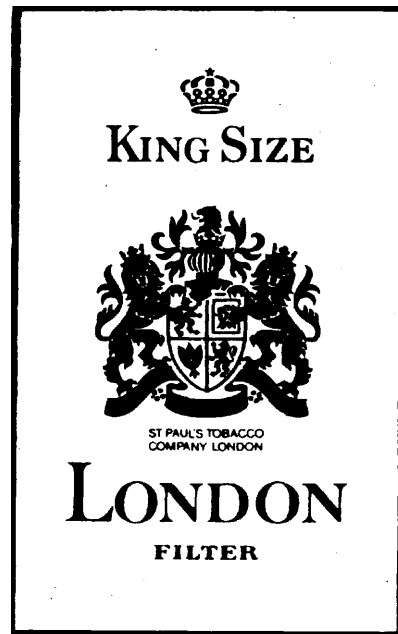 KING SIZE
ST PAUL'S TOBACCO
COMPANY LONDON
LONDON
FILTER